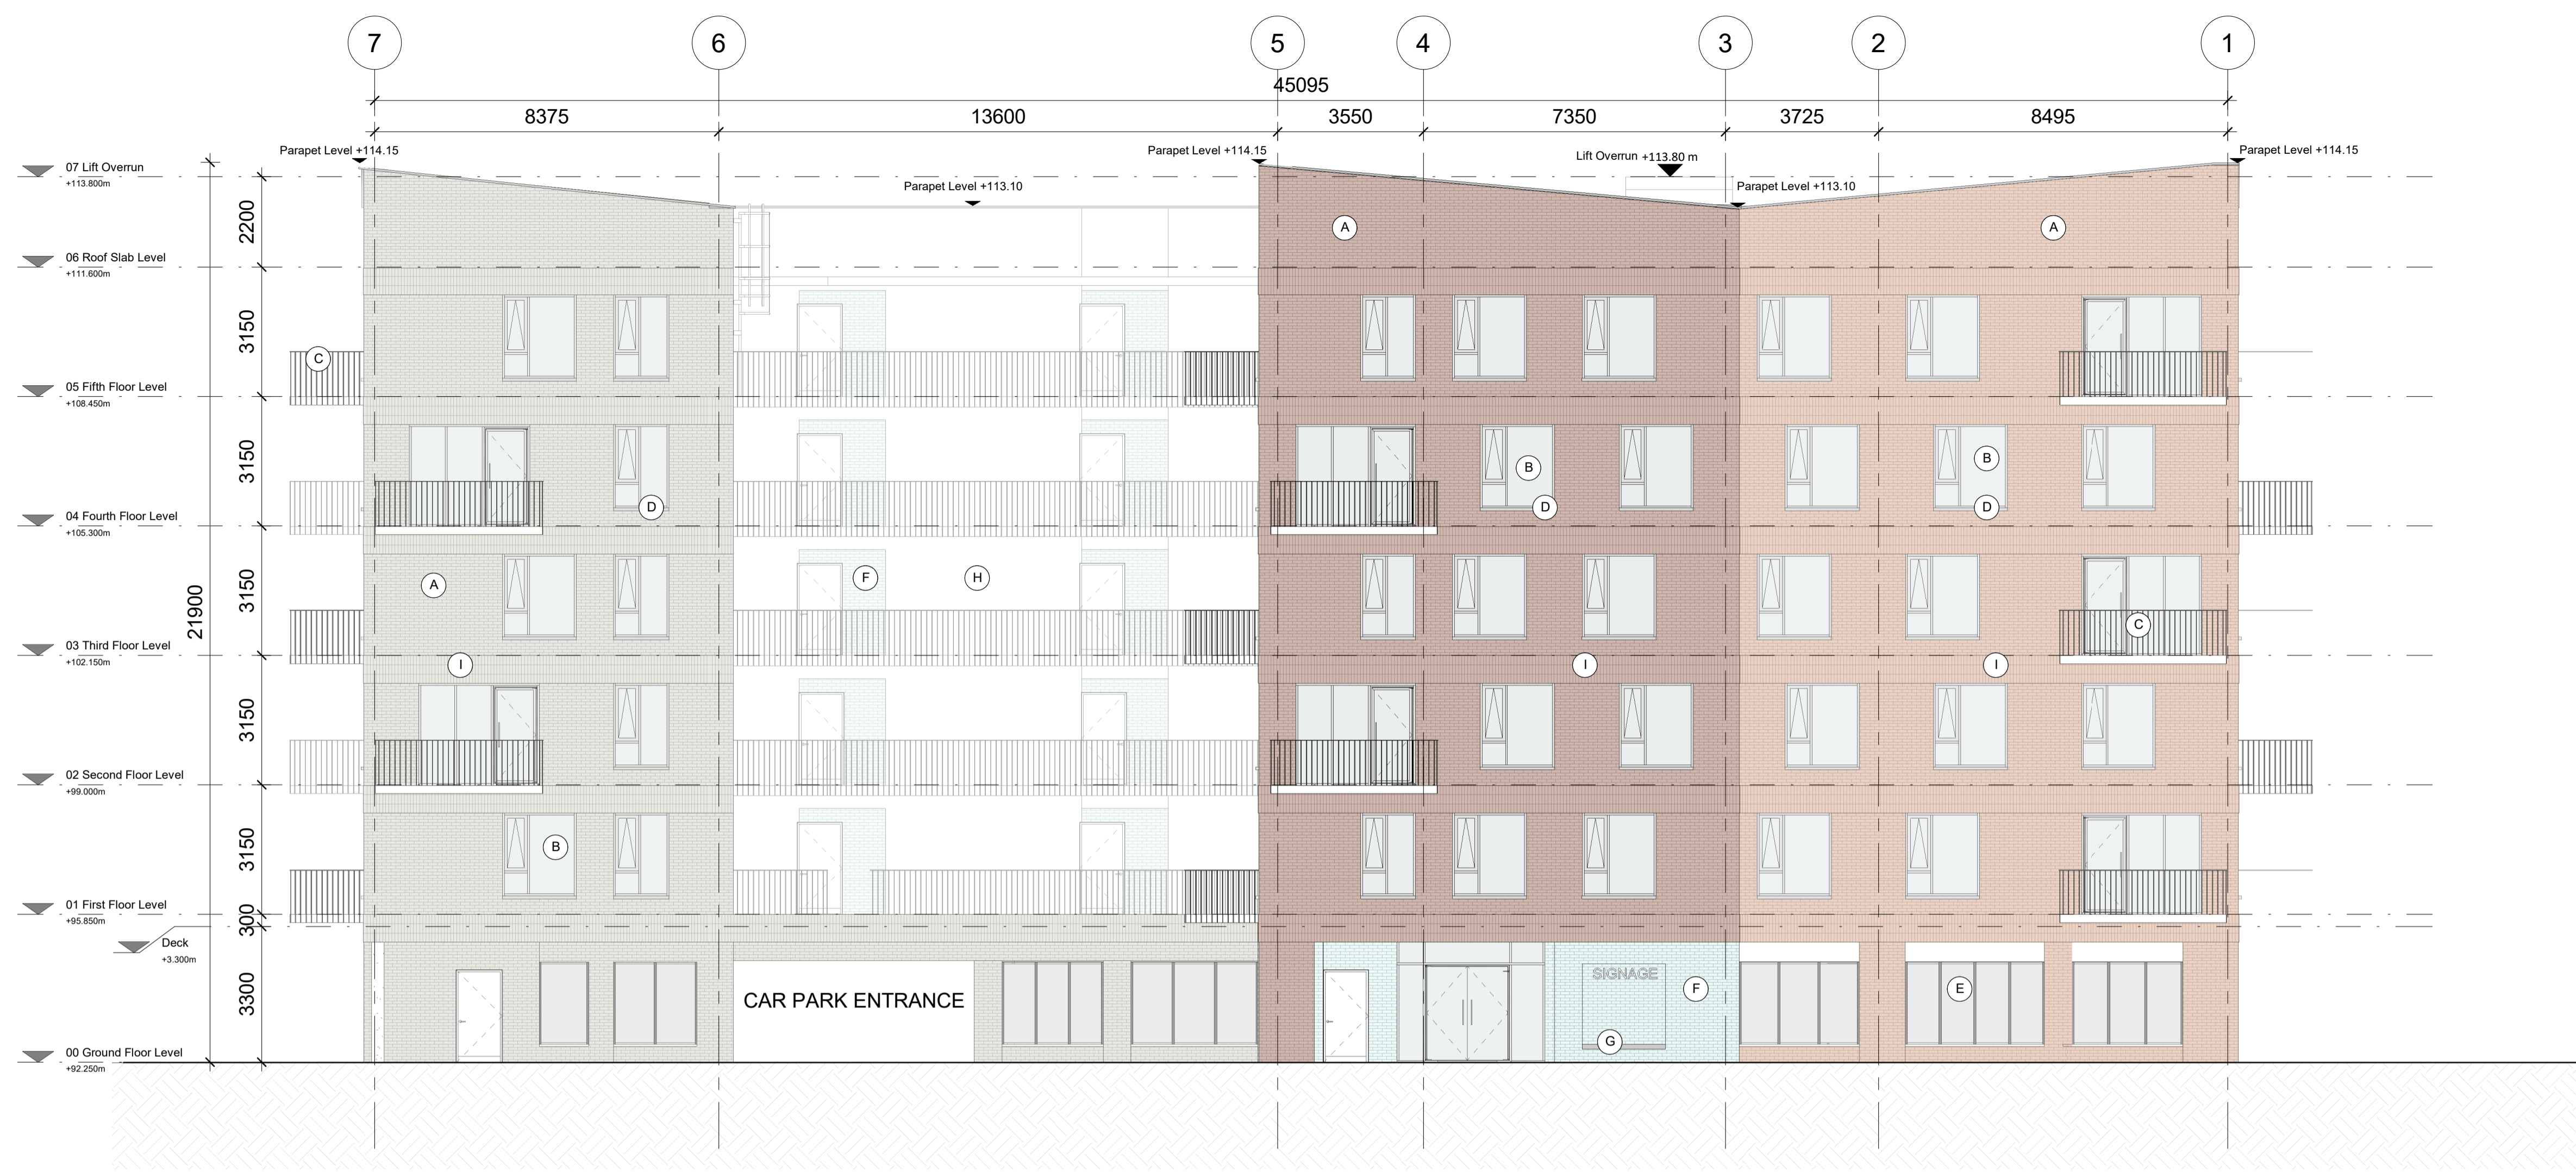 7
6
5
4
3
2
1
45095
8375
13600
3550
7350
3725
8495
Parapet Level +114.15
Parapet Level +114.15
Lift Overrun +113.80 m
Parapet Level +114.15
07 Lift Overrun
+113.800m
Parapet Level +113.10
Parapet Level +113.10
2200
A
A
06 Roof Slab Level
+111.600m
3150
C
05 Fifth Floor Level
+108.450m
3150
B
B
D
D
D
04 Fourth Floor Level
+105.300m
3150
A
F
H
21900
C
03 Third Floor Level
+102.150m
I
I
I
3150
02 Second Floor Level
+99.000m
3150
B
01 First Floor Level
+95.850m
300
Deck
+3.300m
3300
SIGNAGE
CAR PARK ENTRANCE
F
E
G
00 Ground Floor Level
+92.250m